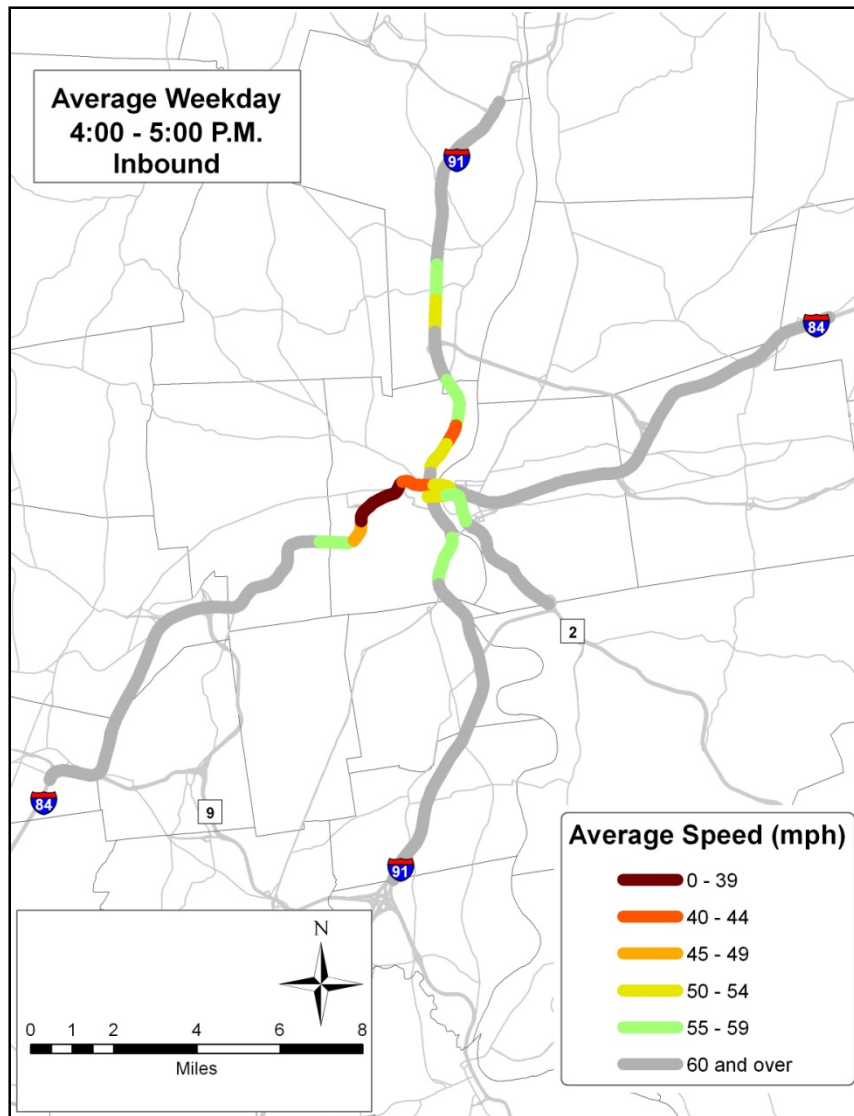 Average Weekday
4:00 - 5:00 P.M.
Inbound
91
84
2
84
9
91
N
0 1 2 4 6 8
Miles
Average Speed (mph)
0 - 39
40 - 44
45 - 49
50 - 54
55 - 59
60 and over